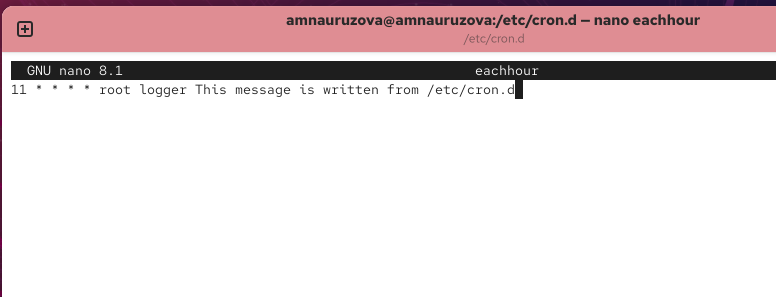 amnauruzova@amnauruzova:/etc/cron.d — nano eachhour
/etc/cron.d
GNU nano 8.1 eachhour
11 * * * * root logger This message is written from /etc/cron.d